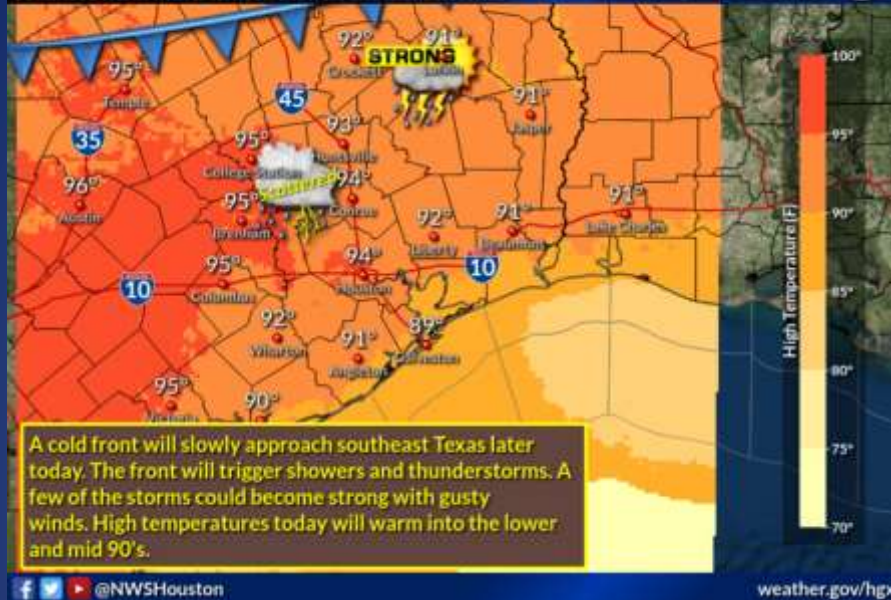 92°
Crockett
STRONG
91°
Lufkin
95°
Temple
45
91°
Jasper
35
93°
Huntsville
95°
College Station
Scattered
94°
Conroe
96°
Austin
95°
Brenham
92°
Liberty
91°
Beaumont
91°
Lake Charles
10
95°
Columbus
94°
Houston
10
92°
Wharton
91°
Angleton
89°
Galveston
95°
Victoria
90°
100°
95°
90°
85°
80°
75°
70°
High Temperature (F)
A cold front will slowly approach southeast Texas later
today. The front will trigger showers and thunderstorms. A
few of the storms could become strong with gusty
winds. High temperatures today will warm into the lower
and mid 90's.
@NWSHouston
weather.gov/hgx